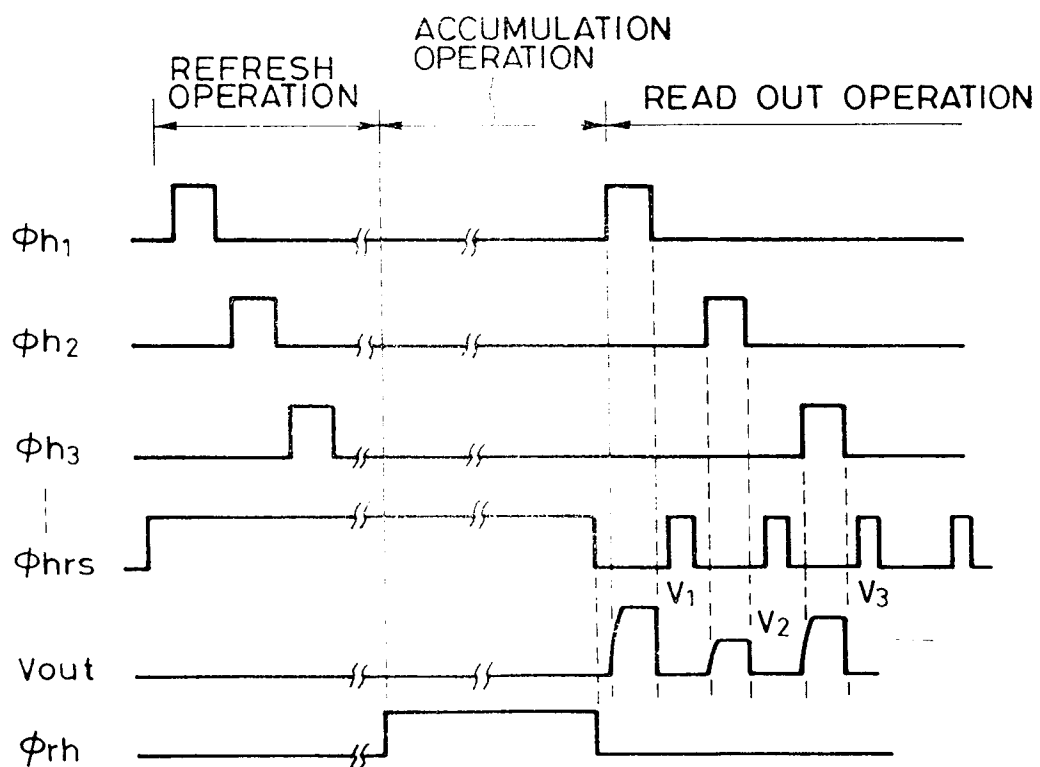 ACCUMULATION
OPERATION
REFRESH
OPERATION
READ OUT OPERATION
Φh1
Φh2
Φh3
Φhrs
V1
V2
V3
Vout
Φrh